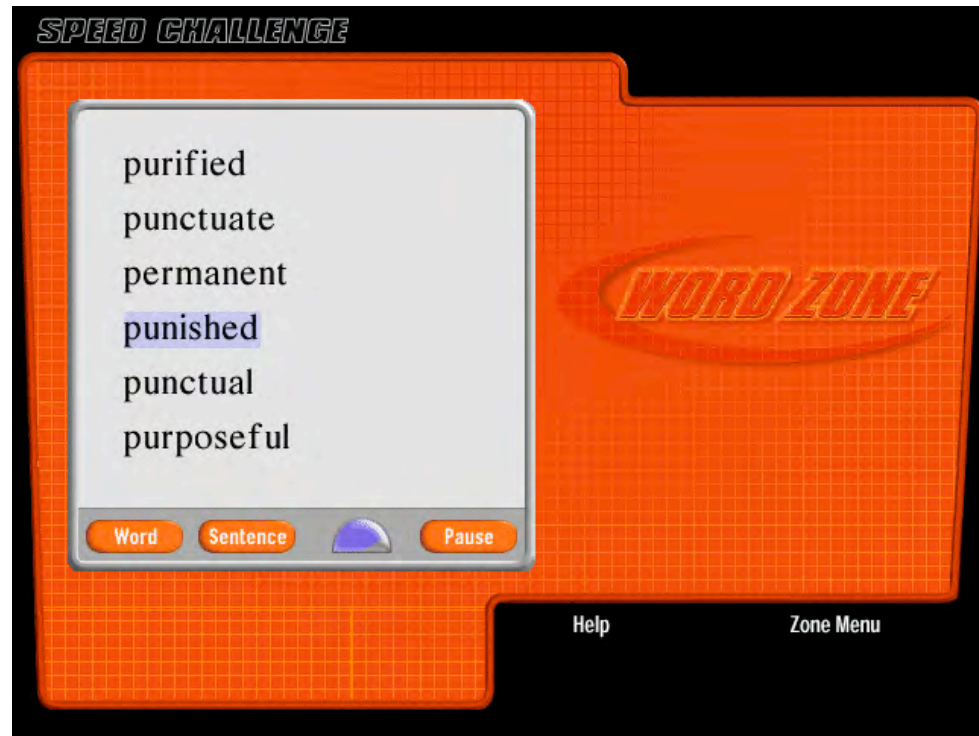 SPEED CHALLENGE
purified
punctuate
permanent
punished
punctual
purposeful
Word Sentence Pause
WORD ZONE
Help Zone Menu